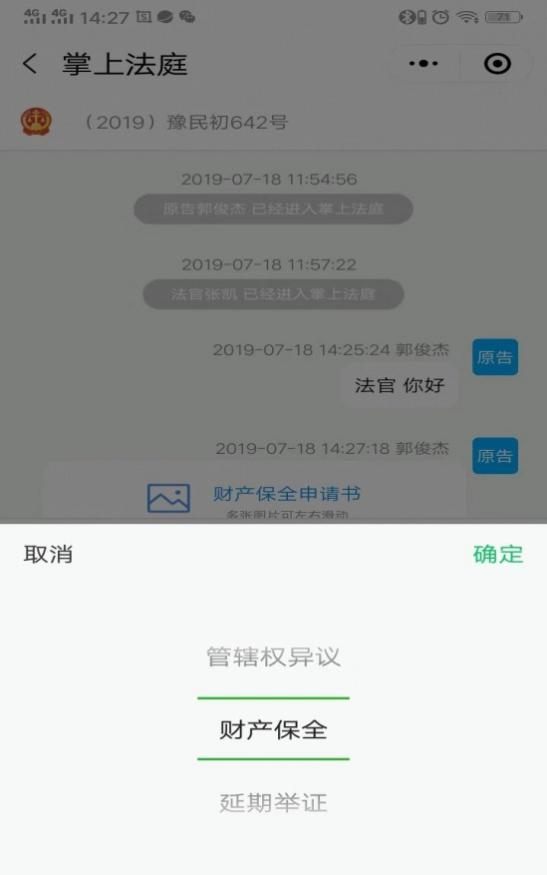 4G 4G 14:27 71
掌上法庭
（2019）豫民初642号
2019-07-18 11:54:56
原告郭俊杰 已经进入掌上法庭
2019-07-18 11:57:22
法官张凯 已经进入掌上法庭
2019-07-18 14:25:24 郭俊杰
原告
法官 你好
2019-07-18 14:27:18 郭俊杰
原告
财产保全申请书
多张图片可左右滑动
取消 确定
管辖权异议
财产保全
延期举证